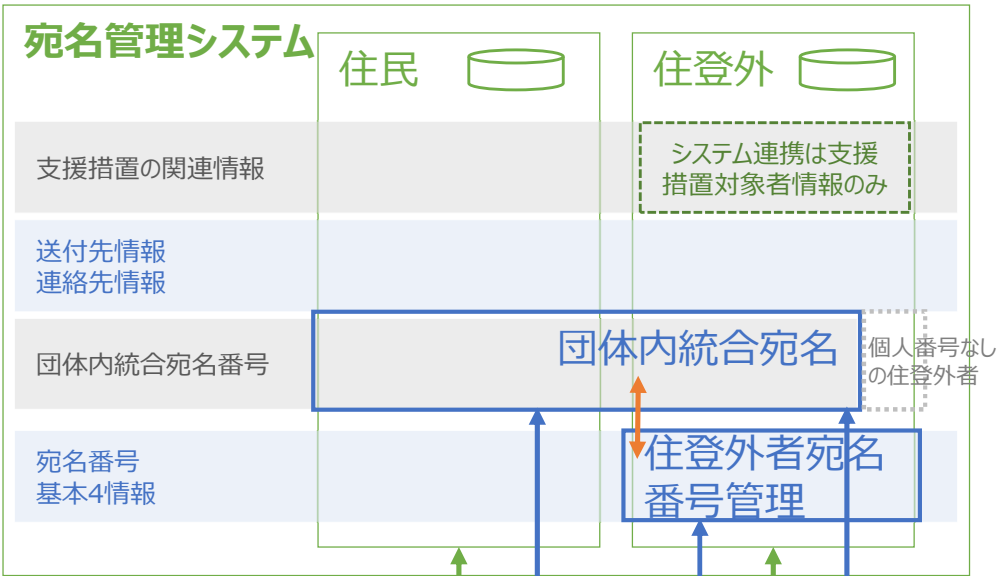 宛名管理システム
住民
住登外
支援措置の関連情報
システム連携は支援
措置対象者情報のみ
送付先情報
連絡先情報
団体内統合宛名番号
団体内統合宛名
個人番号なし
の住登外者
宛名番号
基本4情報
住登外者宛名
番号管理